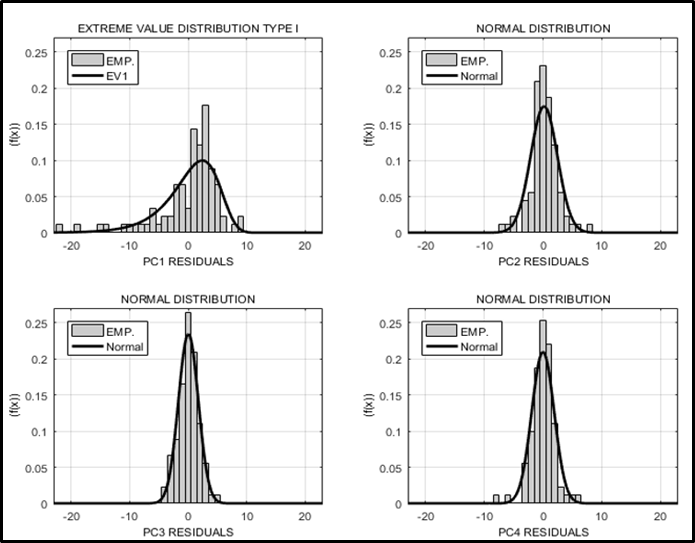 EXTREME VALUE DISTRIBUTION TYPE I
0.25
0.2
0.15
0.1
0.05
0
(f(x))
EMP.
EV1
-20 -10 0 10 20
PC1 RESIDUALS
NORMAL DISTRIBUTION
0.25
0.2
0.15
0.1
0.05
0
(f(x))
EMP.
Normal
-20 -10 0 10 20
PC2 RESIDUALS
NORMAL DISTRIBUTION
0.25
0.2
0.15
0.1
0.05
0
(f(x))
EMP.
Normal
-20 -10 0 10 20
PC3 RESIDUALS
NORMAL DISTRIBUTION
0.25
0.2
0.15
0.1
0.05
0
(f(x))
EMP.
Normal
-20 -10 0 10 20
PC4 RESIDUALS